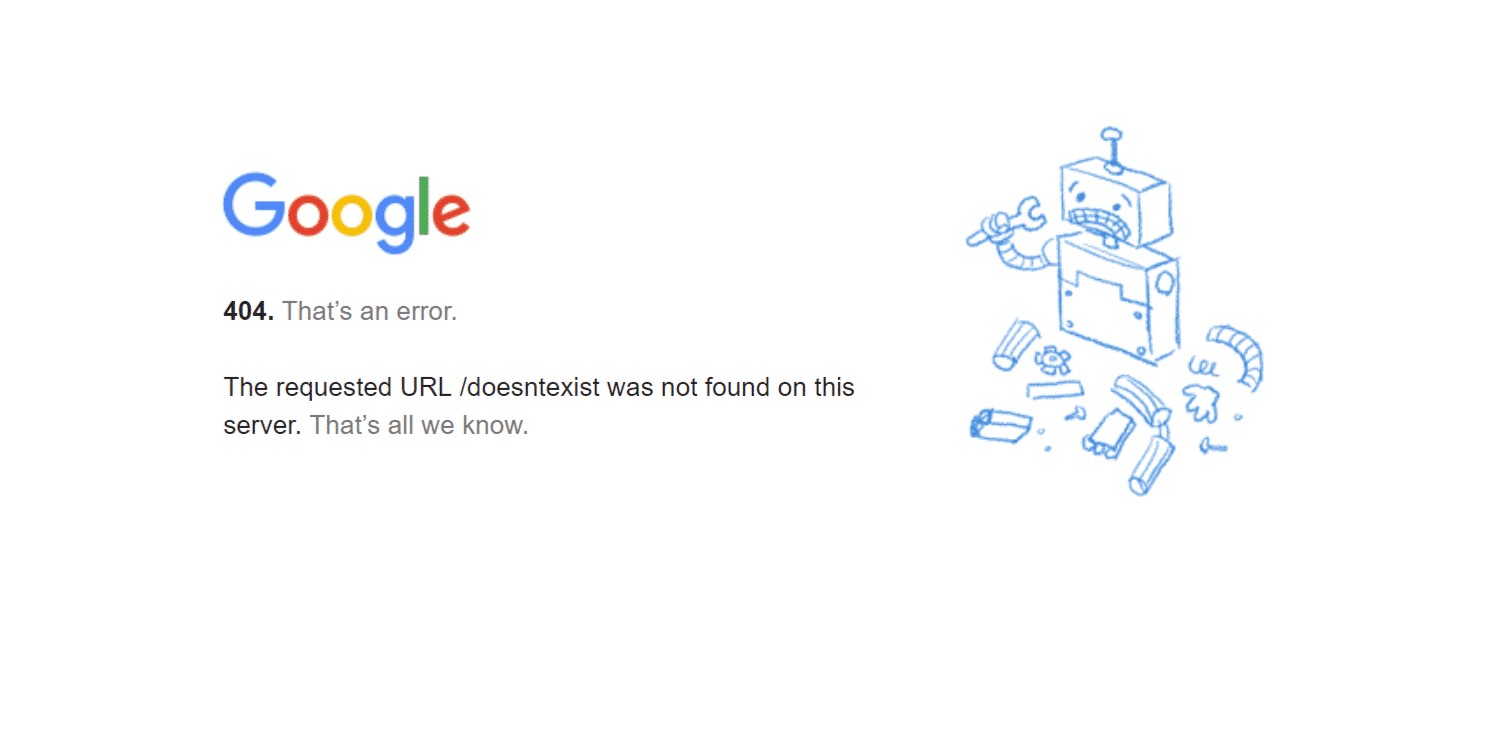 Google
404. That’s an error.
The requested URL /doesntexist was not found on this
server. That’s all we know.